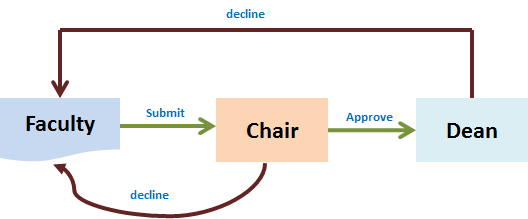 decline
Faculty
Submit
Chair
Approve
Dean
decline